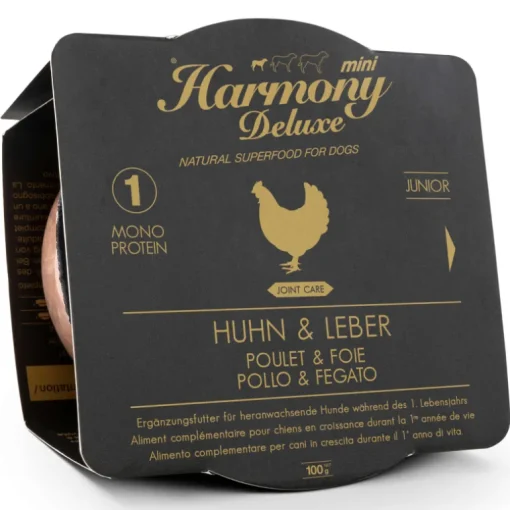 mini
Harmony
Deluxe
NATURAL SUPERFOOD FOR DOGS
1
MONO
PROTEIN
JUNIOR
JOINT CARE
HUHN & LEBER
POULET & FOIE
POLLO & FEGATO
Ergänzungsfutter für heranwachsende Hunde während des 1. Lebensjahrs
Aliment complémentaire pour chiens en croissance durant la 1re année de vie
Alimento complementare per cani in crescita durante il 1° anno di vita
100 g